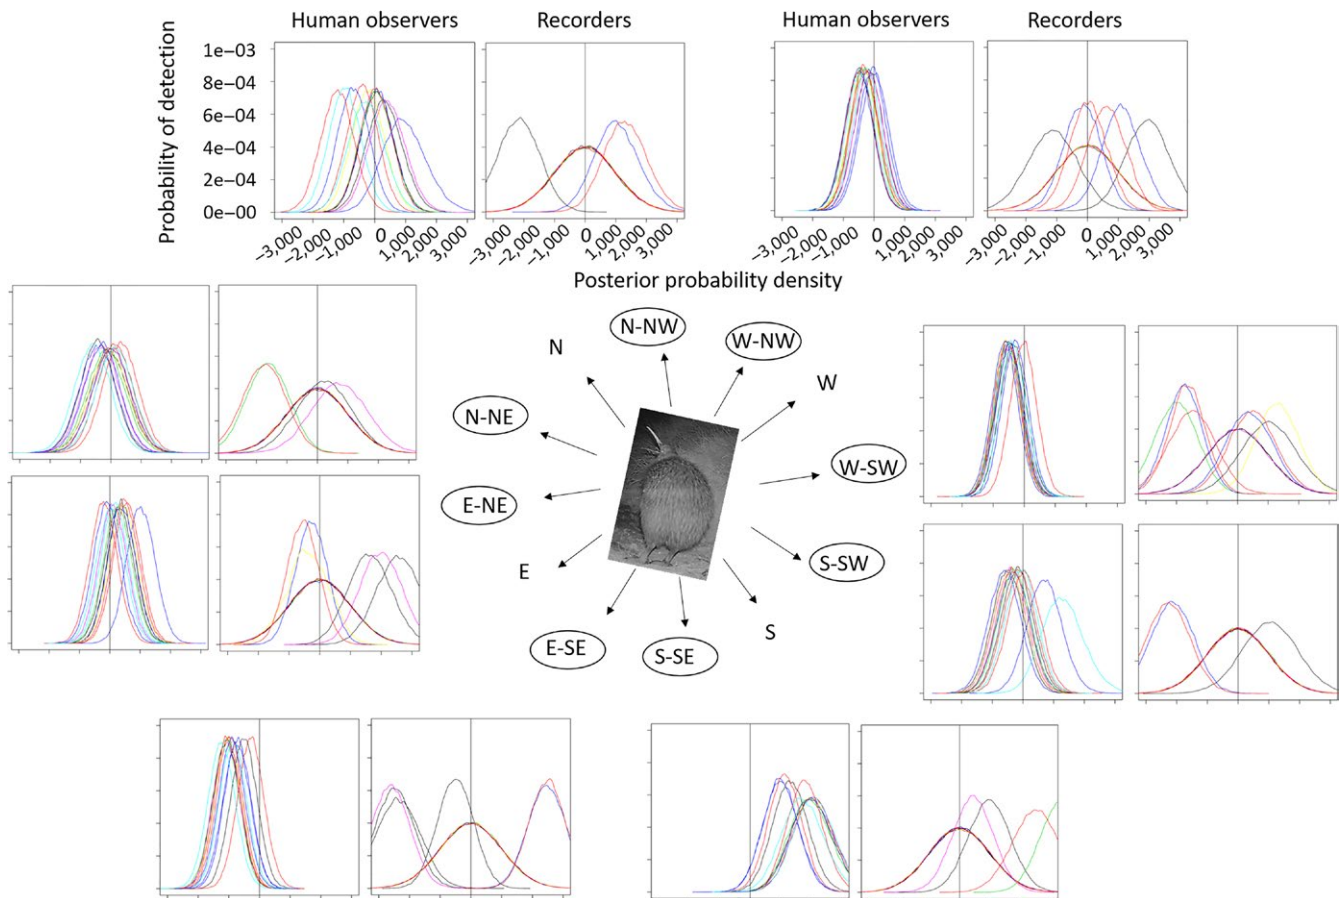 Human observers Recorders Human observers Recorders
Probability of detection
1e−03
8e−04
6e−04
4e−04
2e−04
0e−00
−3,000 −2,000 −1,000 0 1,000 2,000 3,000 −3,000 −2,000 −1,000 0 1,000 2,000 3,000 −3,000 −2,000 −1,000 0 1,000 2,000 3,000 −3,000 −2,000 −1,000 0 1,000 2,000 3,000
Posterior probability density
N N-NW W-NW
W
N-NE
W-SW
E-NE
S-SW
E
S
E-SE S-SE